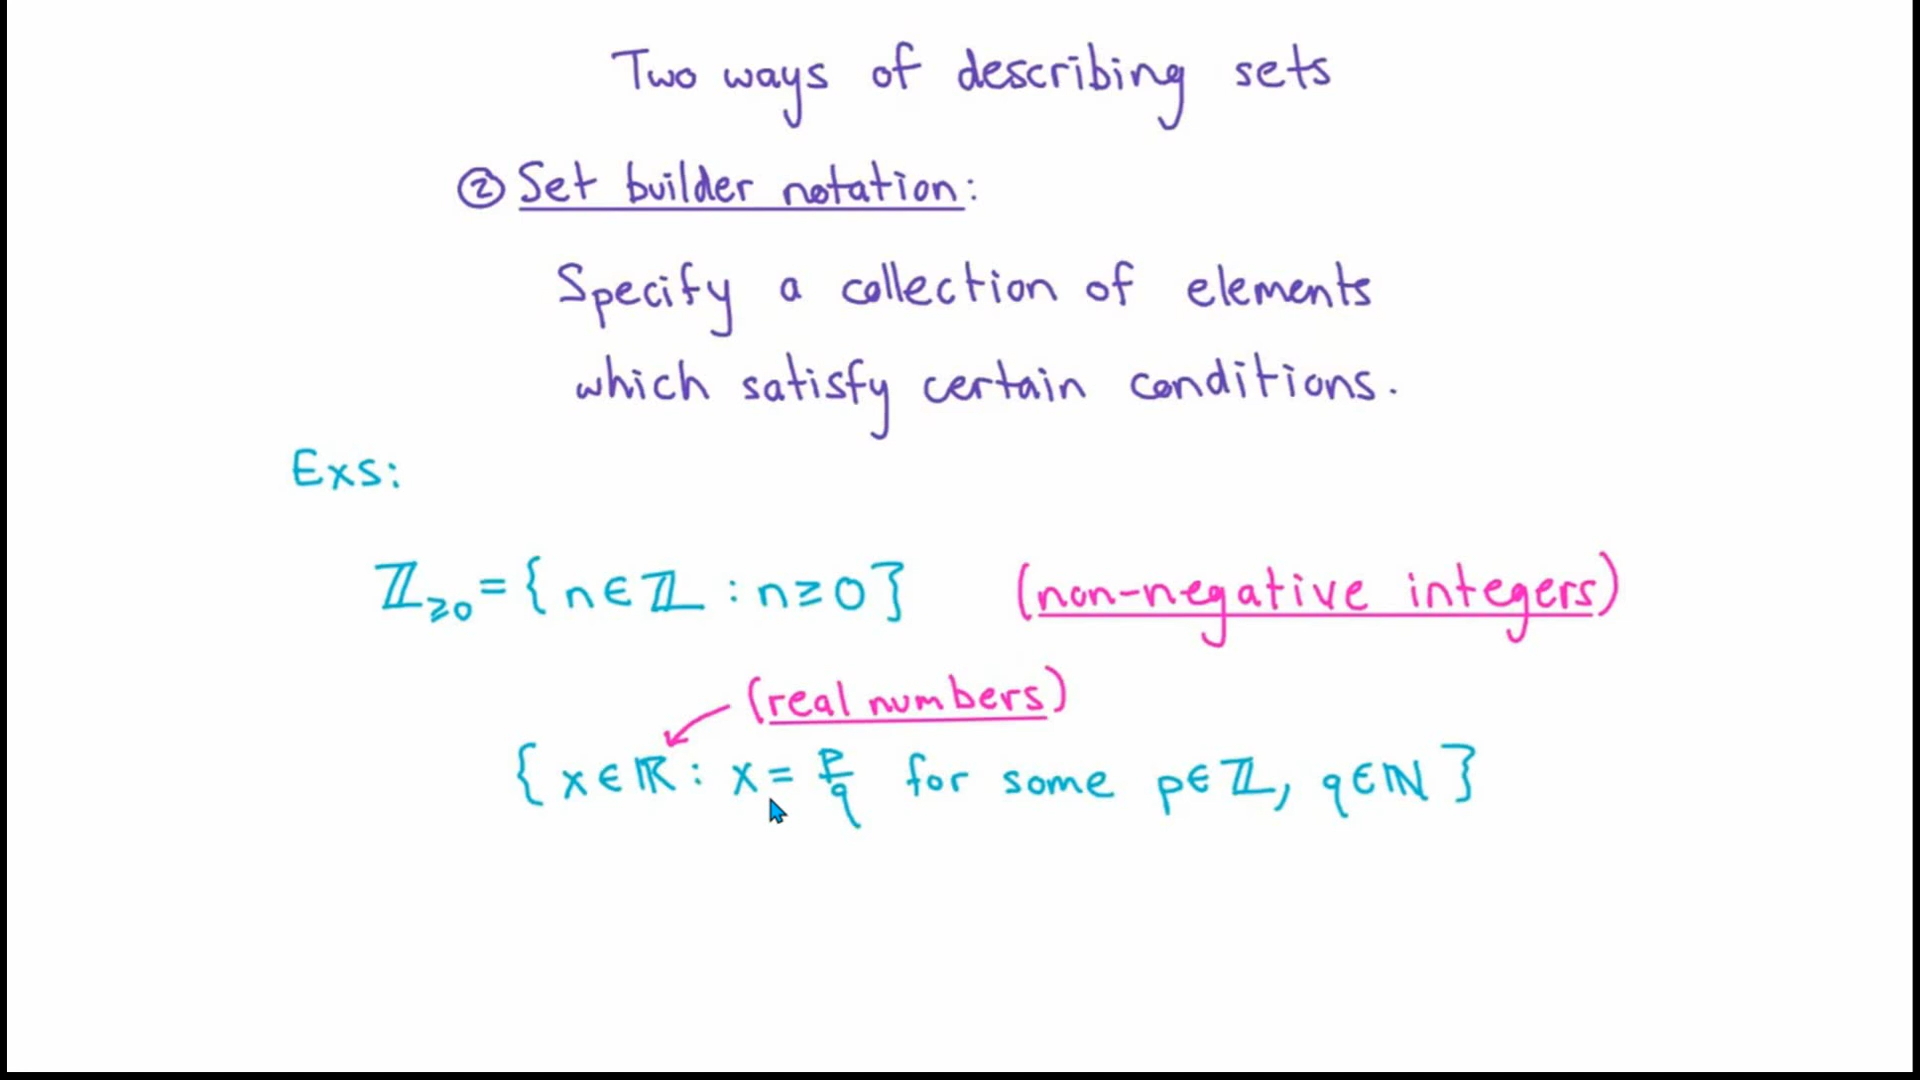 Two ways of describing sets
② Set builder notation:
Specify a collection of elements
which satisfy certain conditions.
Exs:
ℤ≥0 = { n∈ℤ : n≥0 } (non-negative integers)
(real numbers)
{ x∈ℝ : x = p/q for some p∈ℤ, q∈ℕ }